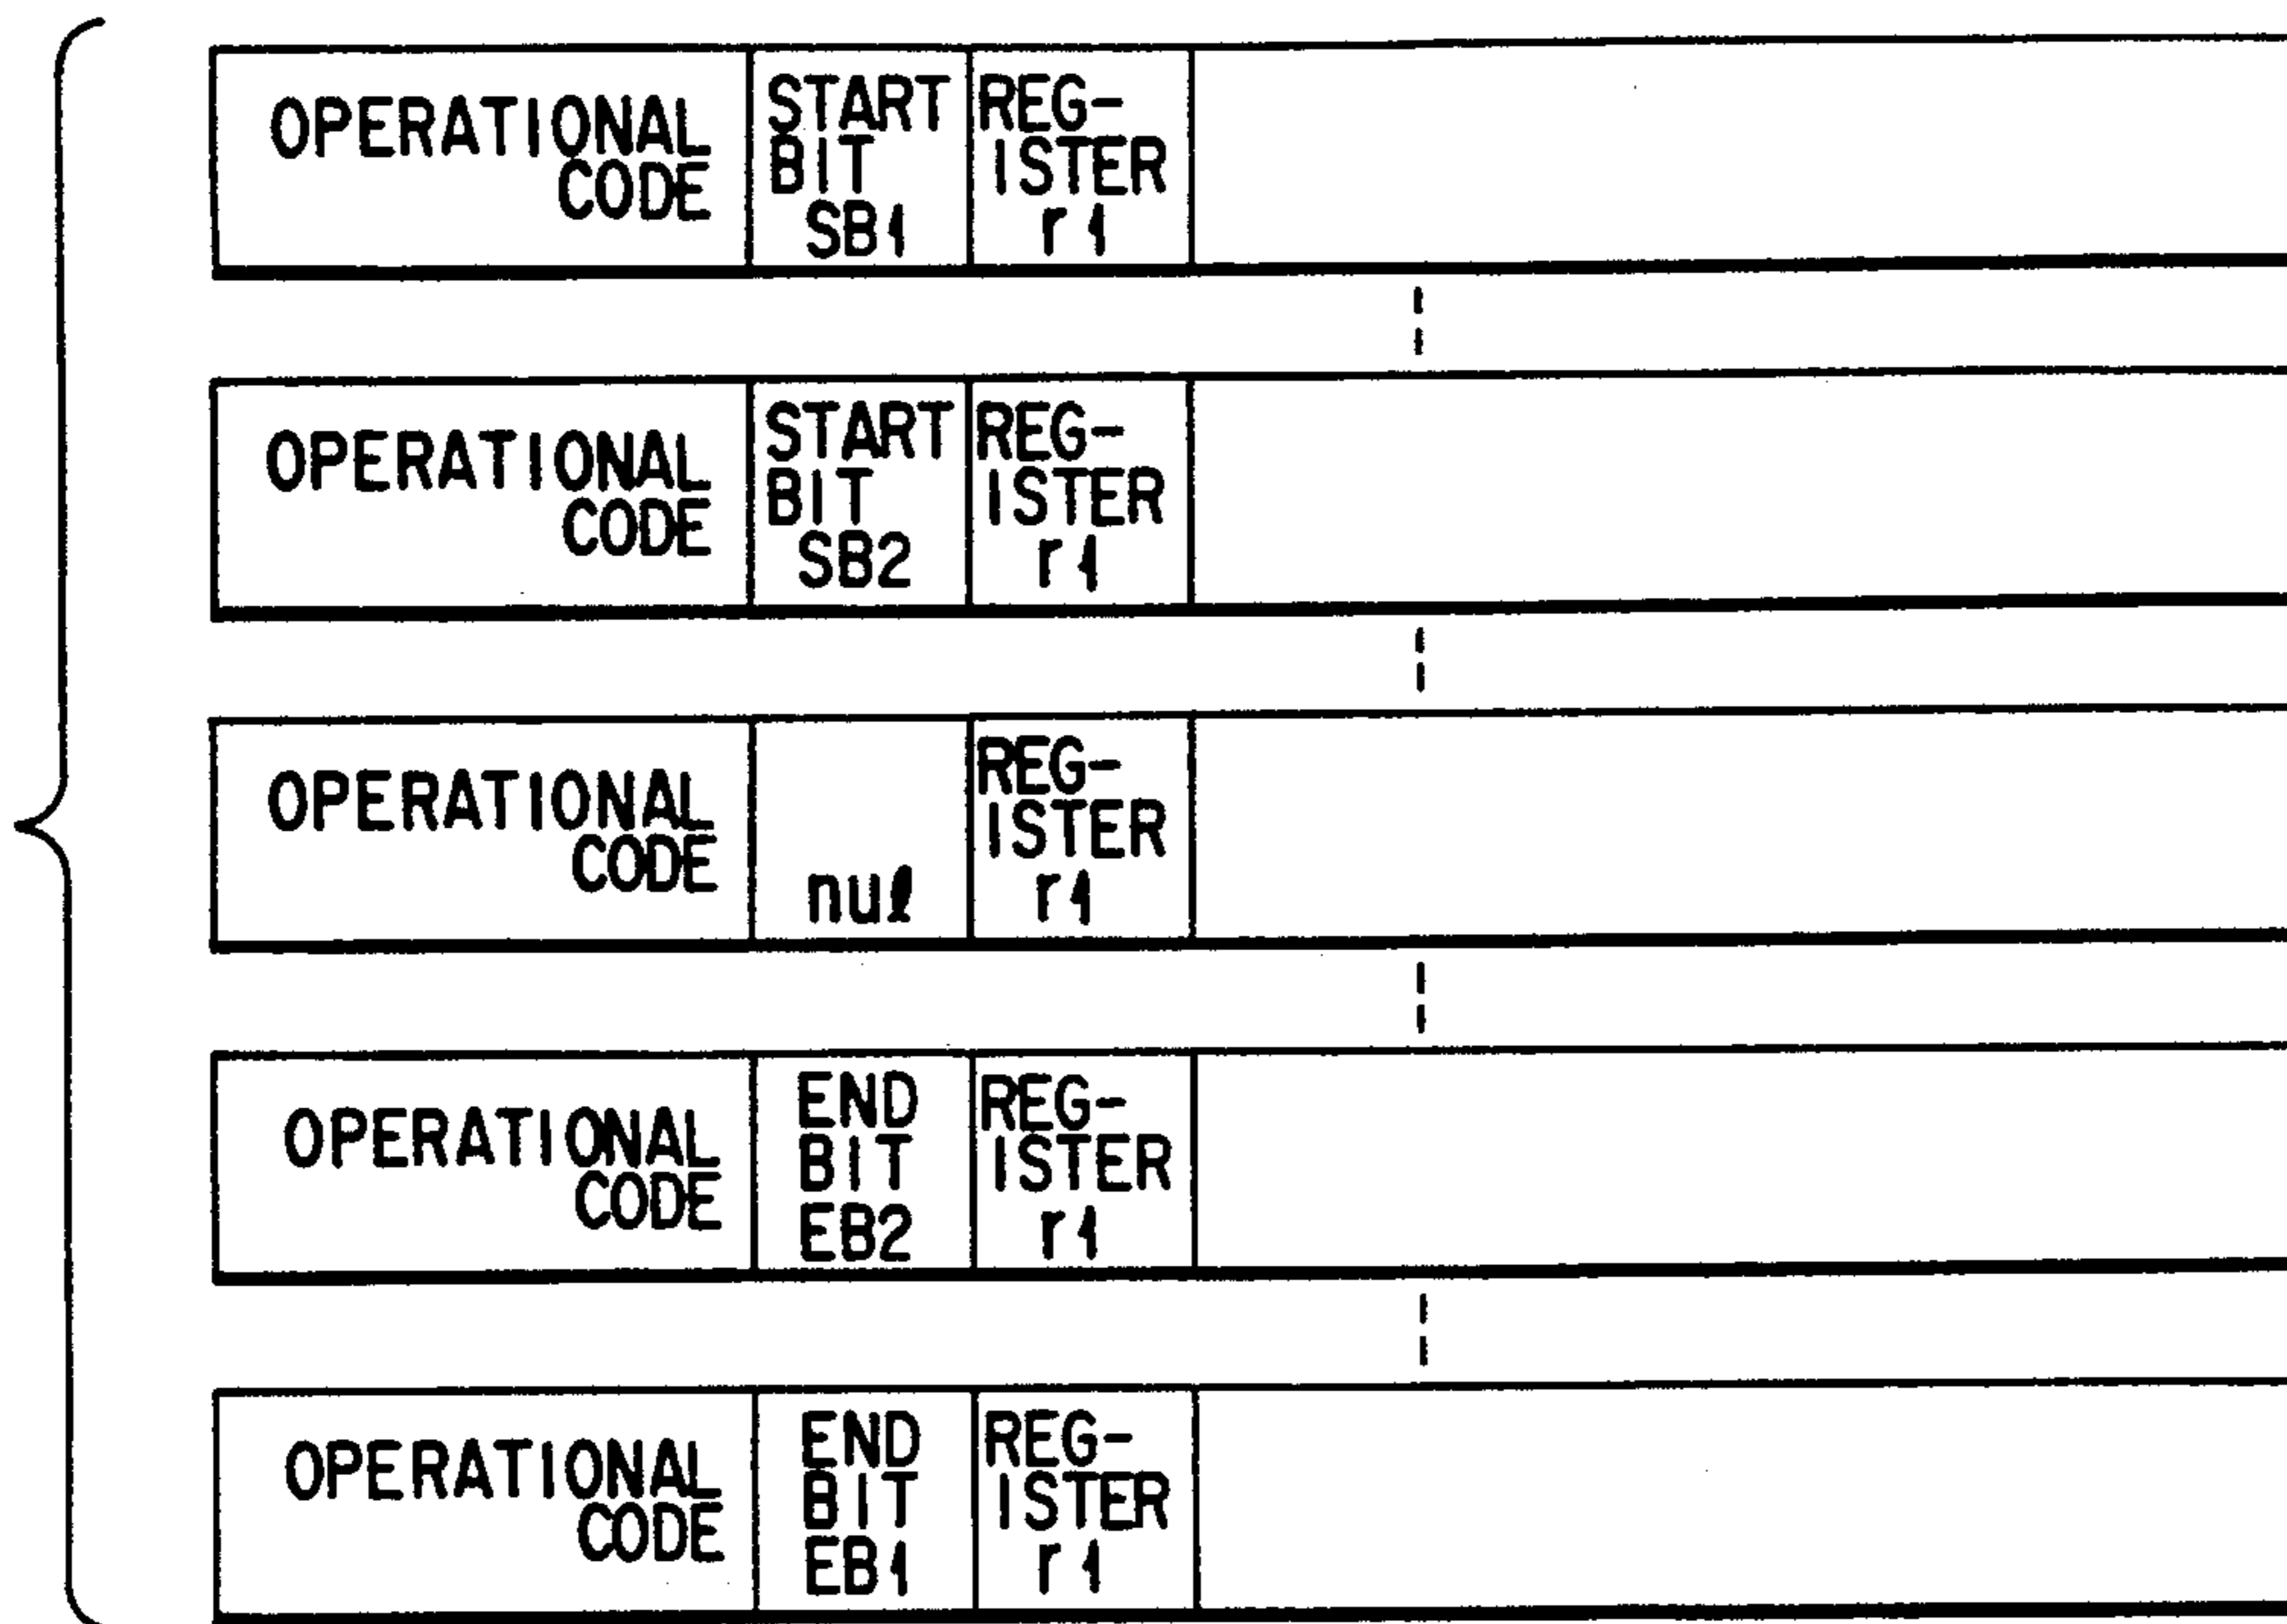 OPERATIONAL
CODE
START
BIT
SB1
REG-
ISTER
r1
OPERATIONAL
CODE
START
BIT
SB2
REG-
ISTER
r1
OPERATIONAL
CODE
nul
REG-
ISTER
r1
OPERATIONAL
CODE
END
BIT
EB2
REG-
ISTER
r1
OPERATIONAL
CODE
END
BIT
EB1
REG-
ISTER
r1